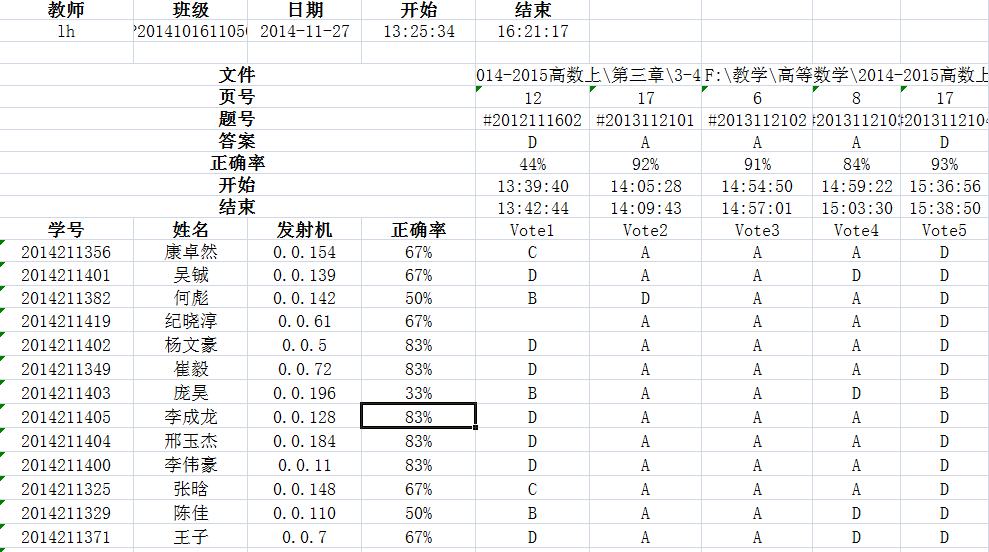 教师 班级 日期 开始 结束
lh ?2014101611056 2014-11-27 13:25:34 16:21:17
文件 014-2015高数上\第三章\3-4 F:\教学\高等数学\2014-2015高数上
页号 12 17 6 8 17
题号 #2012111602 #2013112101 #2013112102 #2013112103 #2013112104
答案 D A A A D
正确率 44% 92% 91% 84% 93%
开始 13:39:40 14:05:28 14:54:50 14:59:22 15:36:56
结束 13:42:44 14:09:43 14:57:01 15:03:30 15:38:50
学号 姓名 发射机 正确率 Vote1 Vote2 Vote3 Vote4 Vote5
2014211356 康卓然 0.0.154 67% C A A A D
2014211401 吴铖 0.0.139 67% D A A D D
2014211382 何彪 0.0.142 50% B D A A D
2014211419 纪晓淳 0.0.61 67% A A A D
2014211402 杨文豪 0.0.5 83% D A A A D
2014211349 崔毅 0.0.72 83% D A A A D
2014211403 庞昊 0.0.196 33% B A A D B
2014211405 李成龙 0.0.128 83% D A A A D
2014211404 邢玉杰 0.0.184 83% D A A A D
2014211400 李伟豪 0.0.11 83% D A A A D
2014211325 张晗 0.0.148 67% C A A A D
2014211329 陈佳 0.0.110 50% B A A D D
2014211371 王子 0.0.7 67% D A A D D